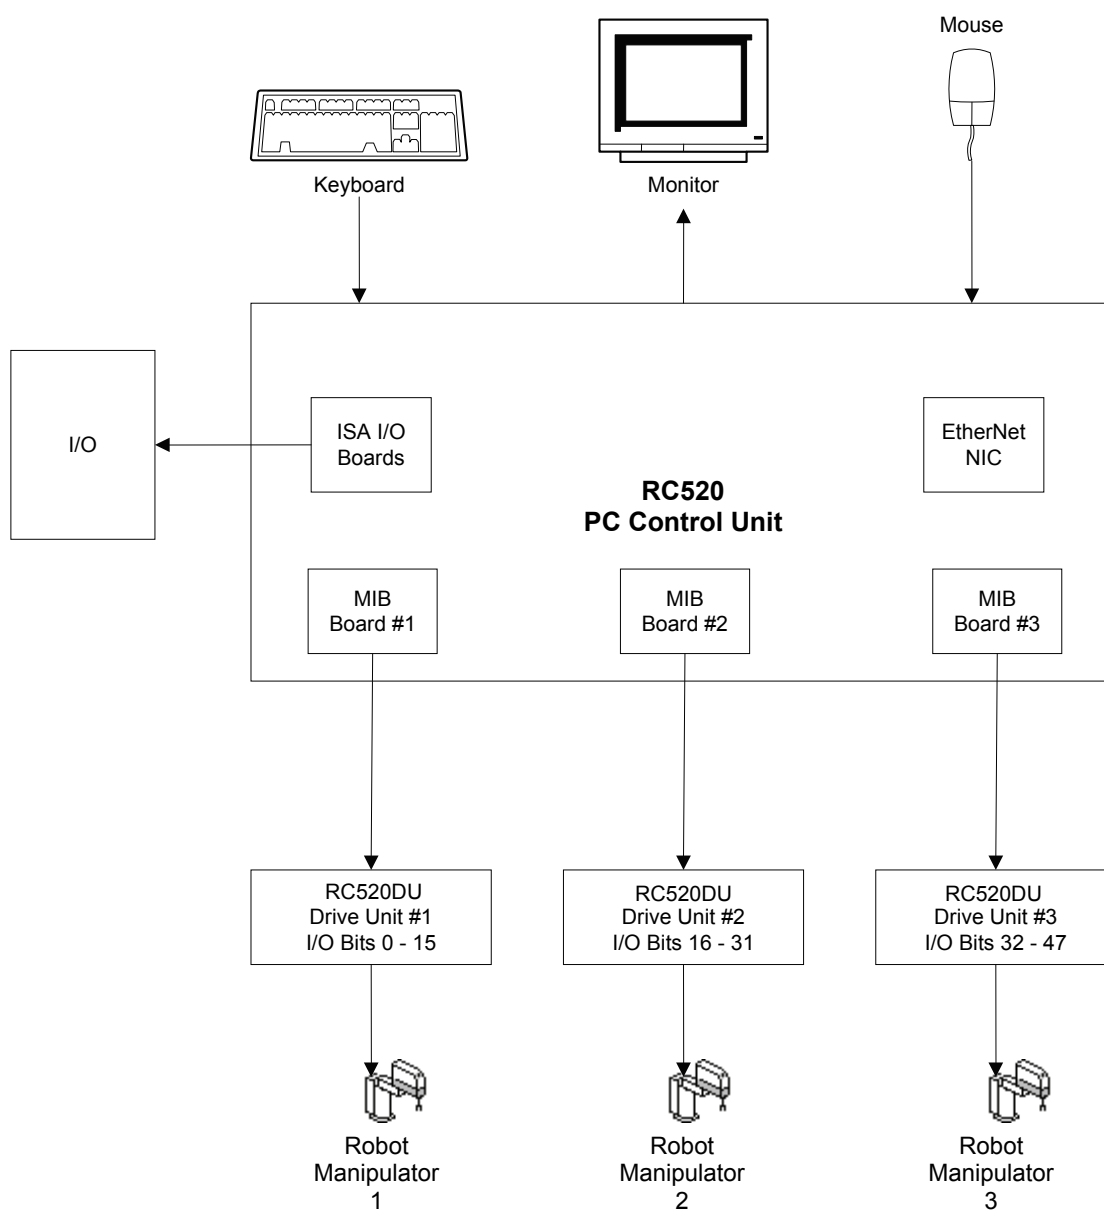 Mouse
Keyboard
Monitor
I/O
ISA I/O
Boards
EtherNet
NIC
RC520
PC Control Unit
MIB
Board #1
MIB
Board #2
MIB
Board #3
RC520DU
Drive Unit #1
I/O Bits 0 - 15
RC520DU
Drive Unit #2
I/O Bits 16 - 31
RC520DU
Drive Unit #3
I/O Bits 32 - 47
Robot
Manipulator
1
Robot
Manipulator
2
Robot
Manipulator
3